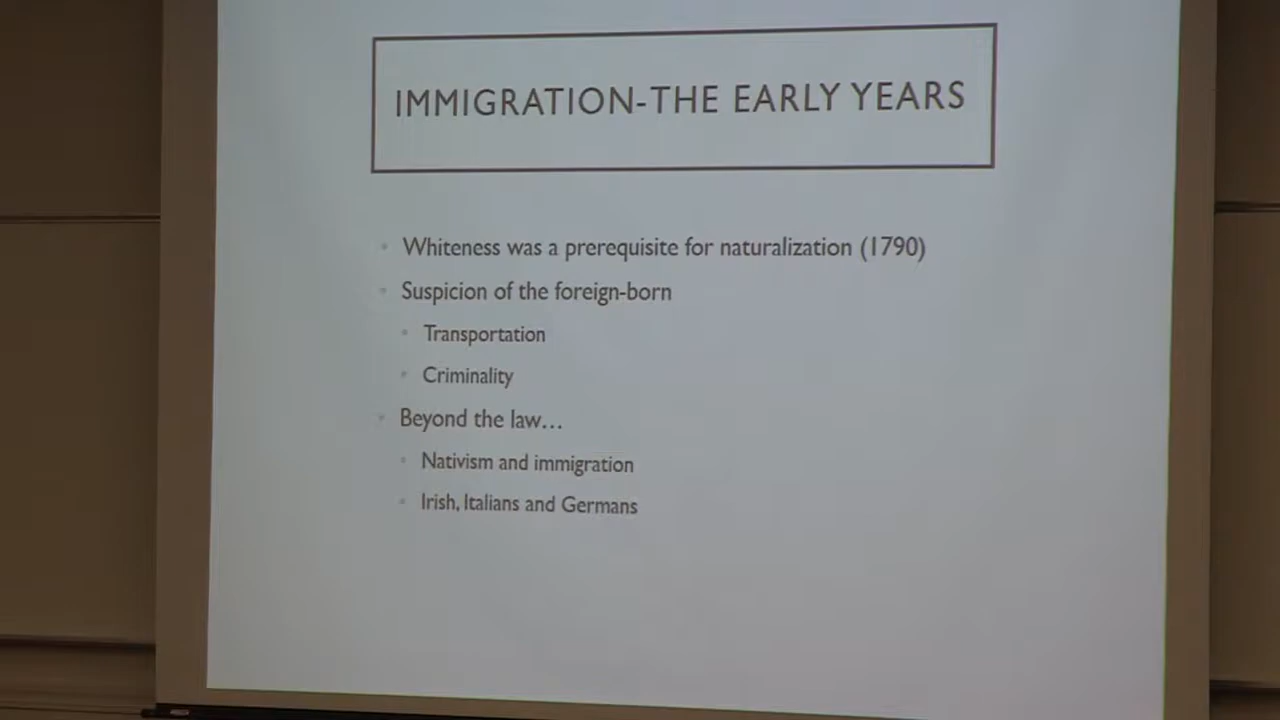 IMMIGRATION-THE EARLY YEARS
• Whiteness was a prerequisite for naturalization (1790)
• Suspicion of the foreign-born
• Transportation
• Criminality
• Beyond the law…
• Nativism and immigration
• Irish, Italians and Germans